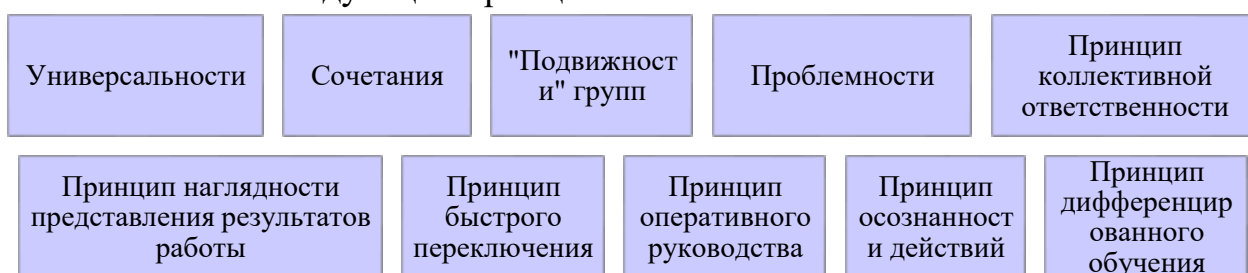 Универсальности
Сочетания
"Подвижност
и" групп
Проблемности
Принцип
коллективной
ответственности
Принцип наглядности
представления результатов
работы
Принцип
быстрого
переключения
Принцип
оперативного
руководства
Принцип
осознанност
и действий
Принцип
дифференцир
ованного
обучения